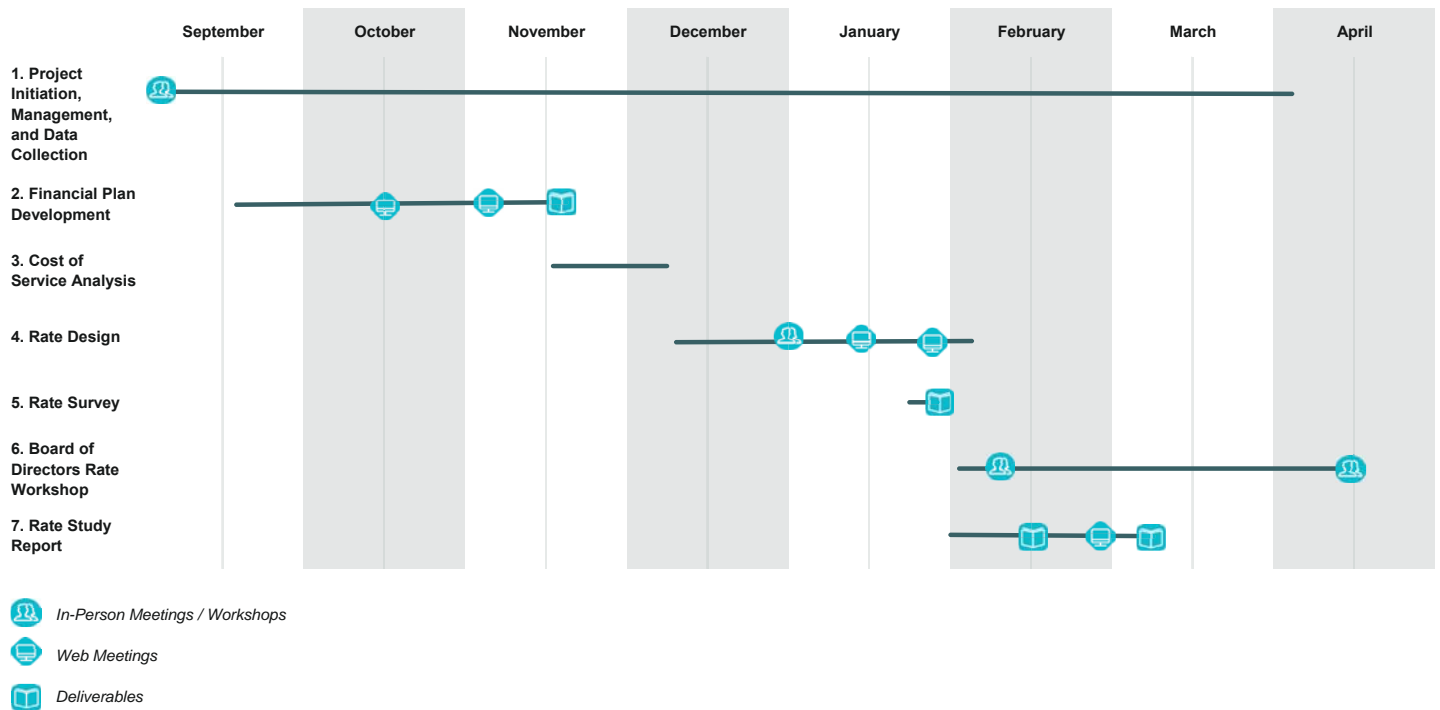 September October November December January February March April
1. Project
Initiation,
Management,
and Data
Collection
2. Financial Plan
Development
3. Cost of
Service Analysis
4. Rate Design
5. Rate Survey
6. Board of
Directors Rate
Workshop
7. Rate Study
Report
In-Person Meetings / Workshops
Web Meetings
Deliverables